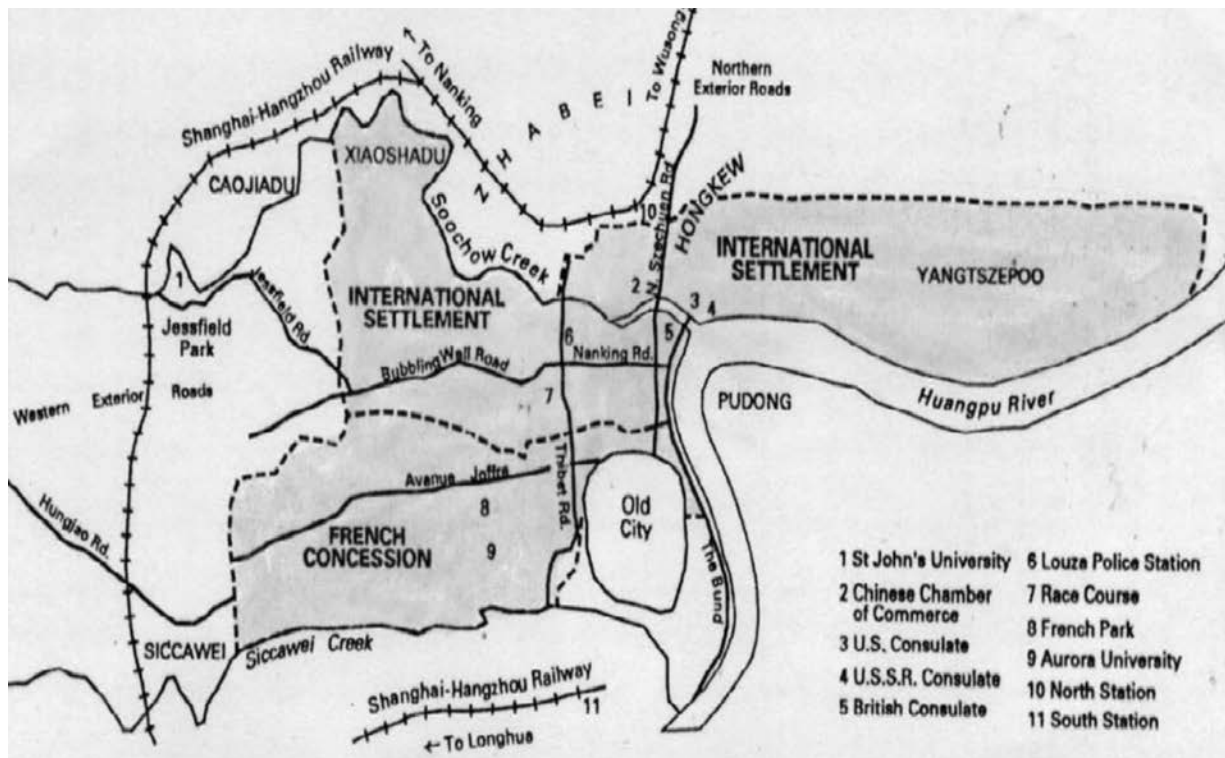 Shanghai-Hangzhou Railway
To Nanking
ZHABEI
To Wusong
Northern
Exterior Roads
XIAOSHADU
CAOJIADU
Soochow Creek
N. Szechuen Rd.
HONGKEW
10
INTERNATIONAL
SETTLEMENT
YANGTSZEPOO
1
Jessfield Rd.
Jessfield
Park
INTERNATIONAL
SETTLEMENT
2
3
4
5
6
Bubbling Well Road
Nanking Rd.
7
PUDONG
Huangpu River
Western Exterior Roads
Avenue Joffre
Thibet Rd.
8
Old
City
FRENCH
CONCESSION
9
Hungjao Rd.
The Bund
SICCAWEI
Siccawei Creek
Shanghai-Hangzhou Railway
11
To Longhua
1 St John's University
2 Chinese Chamber
of Commerce
3 U.S. Consulate
4 U.S.S.R. Consulate
5 British Consulate
6 Louza Police Station
7 Race Course
8 French Park
9 Aurora University
10 North Station
11 South Station